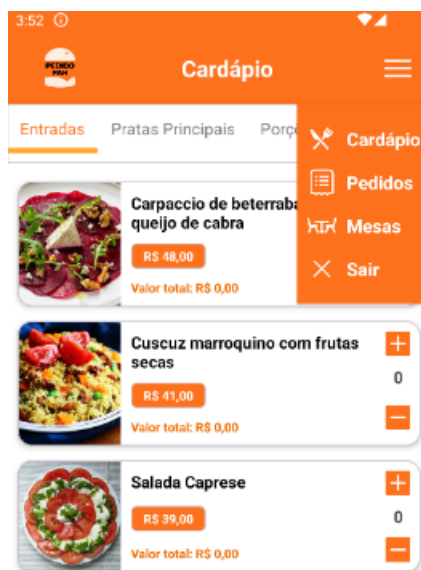 3:52
PEDIDO
MAH
Cardápio
Entradas
Pratas Principais
Porç
Cardápio
Pedidos
Mesas
Sair
Carpaccio de beterraba
queijo de cabra
R$ 48,00
Valor total: R$ 0,00
Cuscuz marroquino com frutas
secas
R$ 41,00
Valor total: R$ 0,00
0
Salada Caprese
R$ 39,00
Valor total: R$ 0,00
0